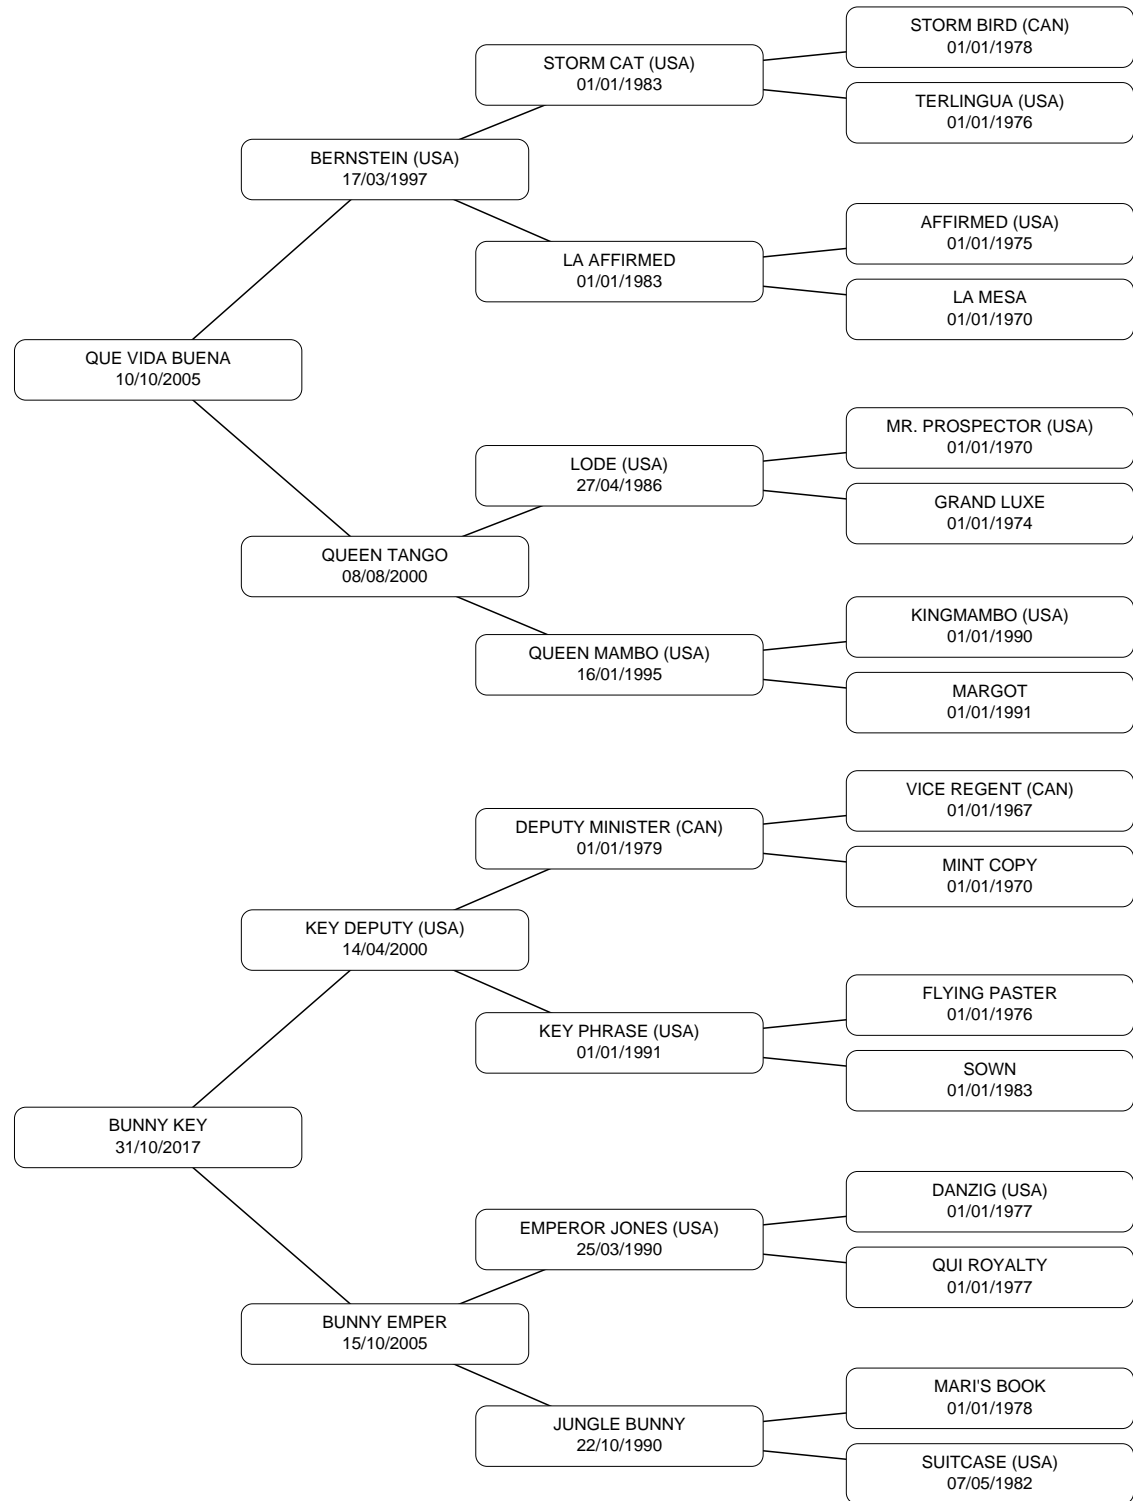 STORM BIRD (CAN)
01/01/1978
STORM CAT (USA)
01/01/1983
TERLINGUA (USA)
01/01/1976
BERNSTEIN (USA)
17/03/1997
AFFIRMED (USA)
01/01/1975
LA AFFIRMED
01/01/1983
LA MESA
01/01/1970
QUE VIDA BUENA
10/10/2005
MR. PROSPECTOR (USA)
01/01/1970
LODE (USA)
27/04/1986
GRAND LUXE
01/01/1974
QUEEN TANGO
08/08/2000
KINGMAMBO (USA)
01/01/1990
QUEEN MAMBO (USA)
16/01/1995
MARGOT
01/01/1991
VICE REGENT (CAN)
01/01/1967
DEPUTY MINISTER (CAN)
01/01/1979
MINT COPY
01/01/1970
KEY DEPUTY (USA)
14/04/2000
FLYING PASTER
01/01/1976
KEY PHRASE (USA)
01/01/1991
SOWN
01/01/1983
BUNNY KEY
31/10/2017
DANZIG (USA)
01/01/1977
EMPEROR JONES (USA)
25/03/1990
QUI ROYALTY
01/01/1977
BUNNY EMPER
15/10/2005
MARI'S BOOK
01/01/1978
JUNGLE BUNNY
22/10/1990
SUITCASE (USA)
07/05/1982